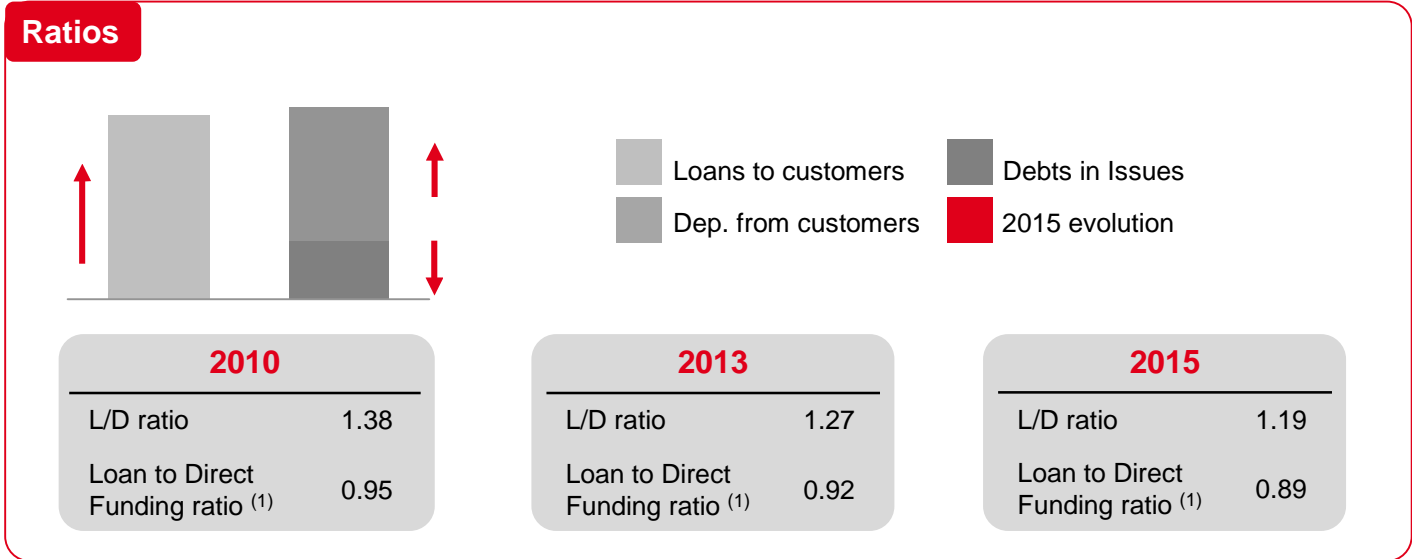 Ratios
Loans to customers
Debts in Issues
Dep. from customers
2015 evolution
2010
L/D ratio 1.38
Loan to Direct
Funding ratio (1) 0.95
2013
L/D ratio 1.27
Loan to Direct
Funding ratio (1) 0.92
2015
L/D ratio 1.19
Loan to Direct
Funding ratio (1) 0.89